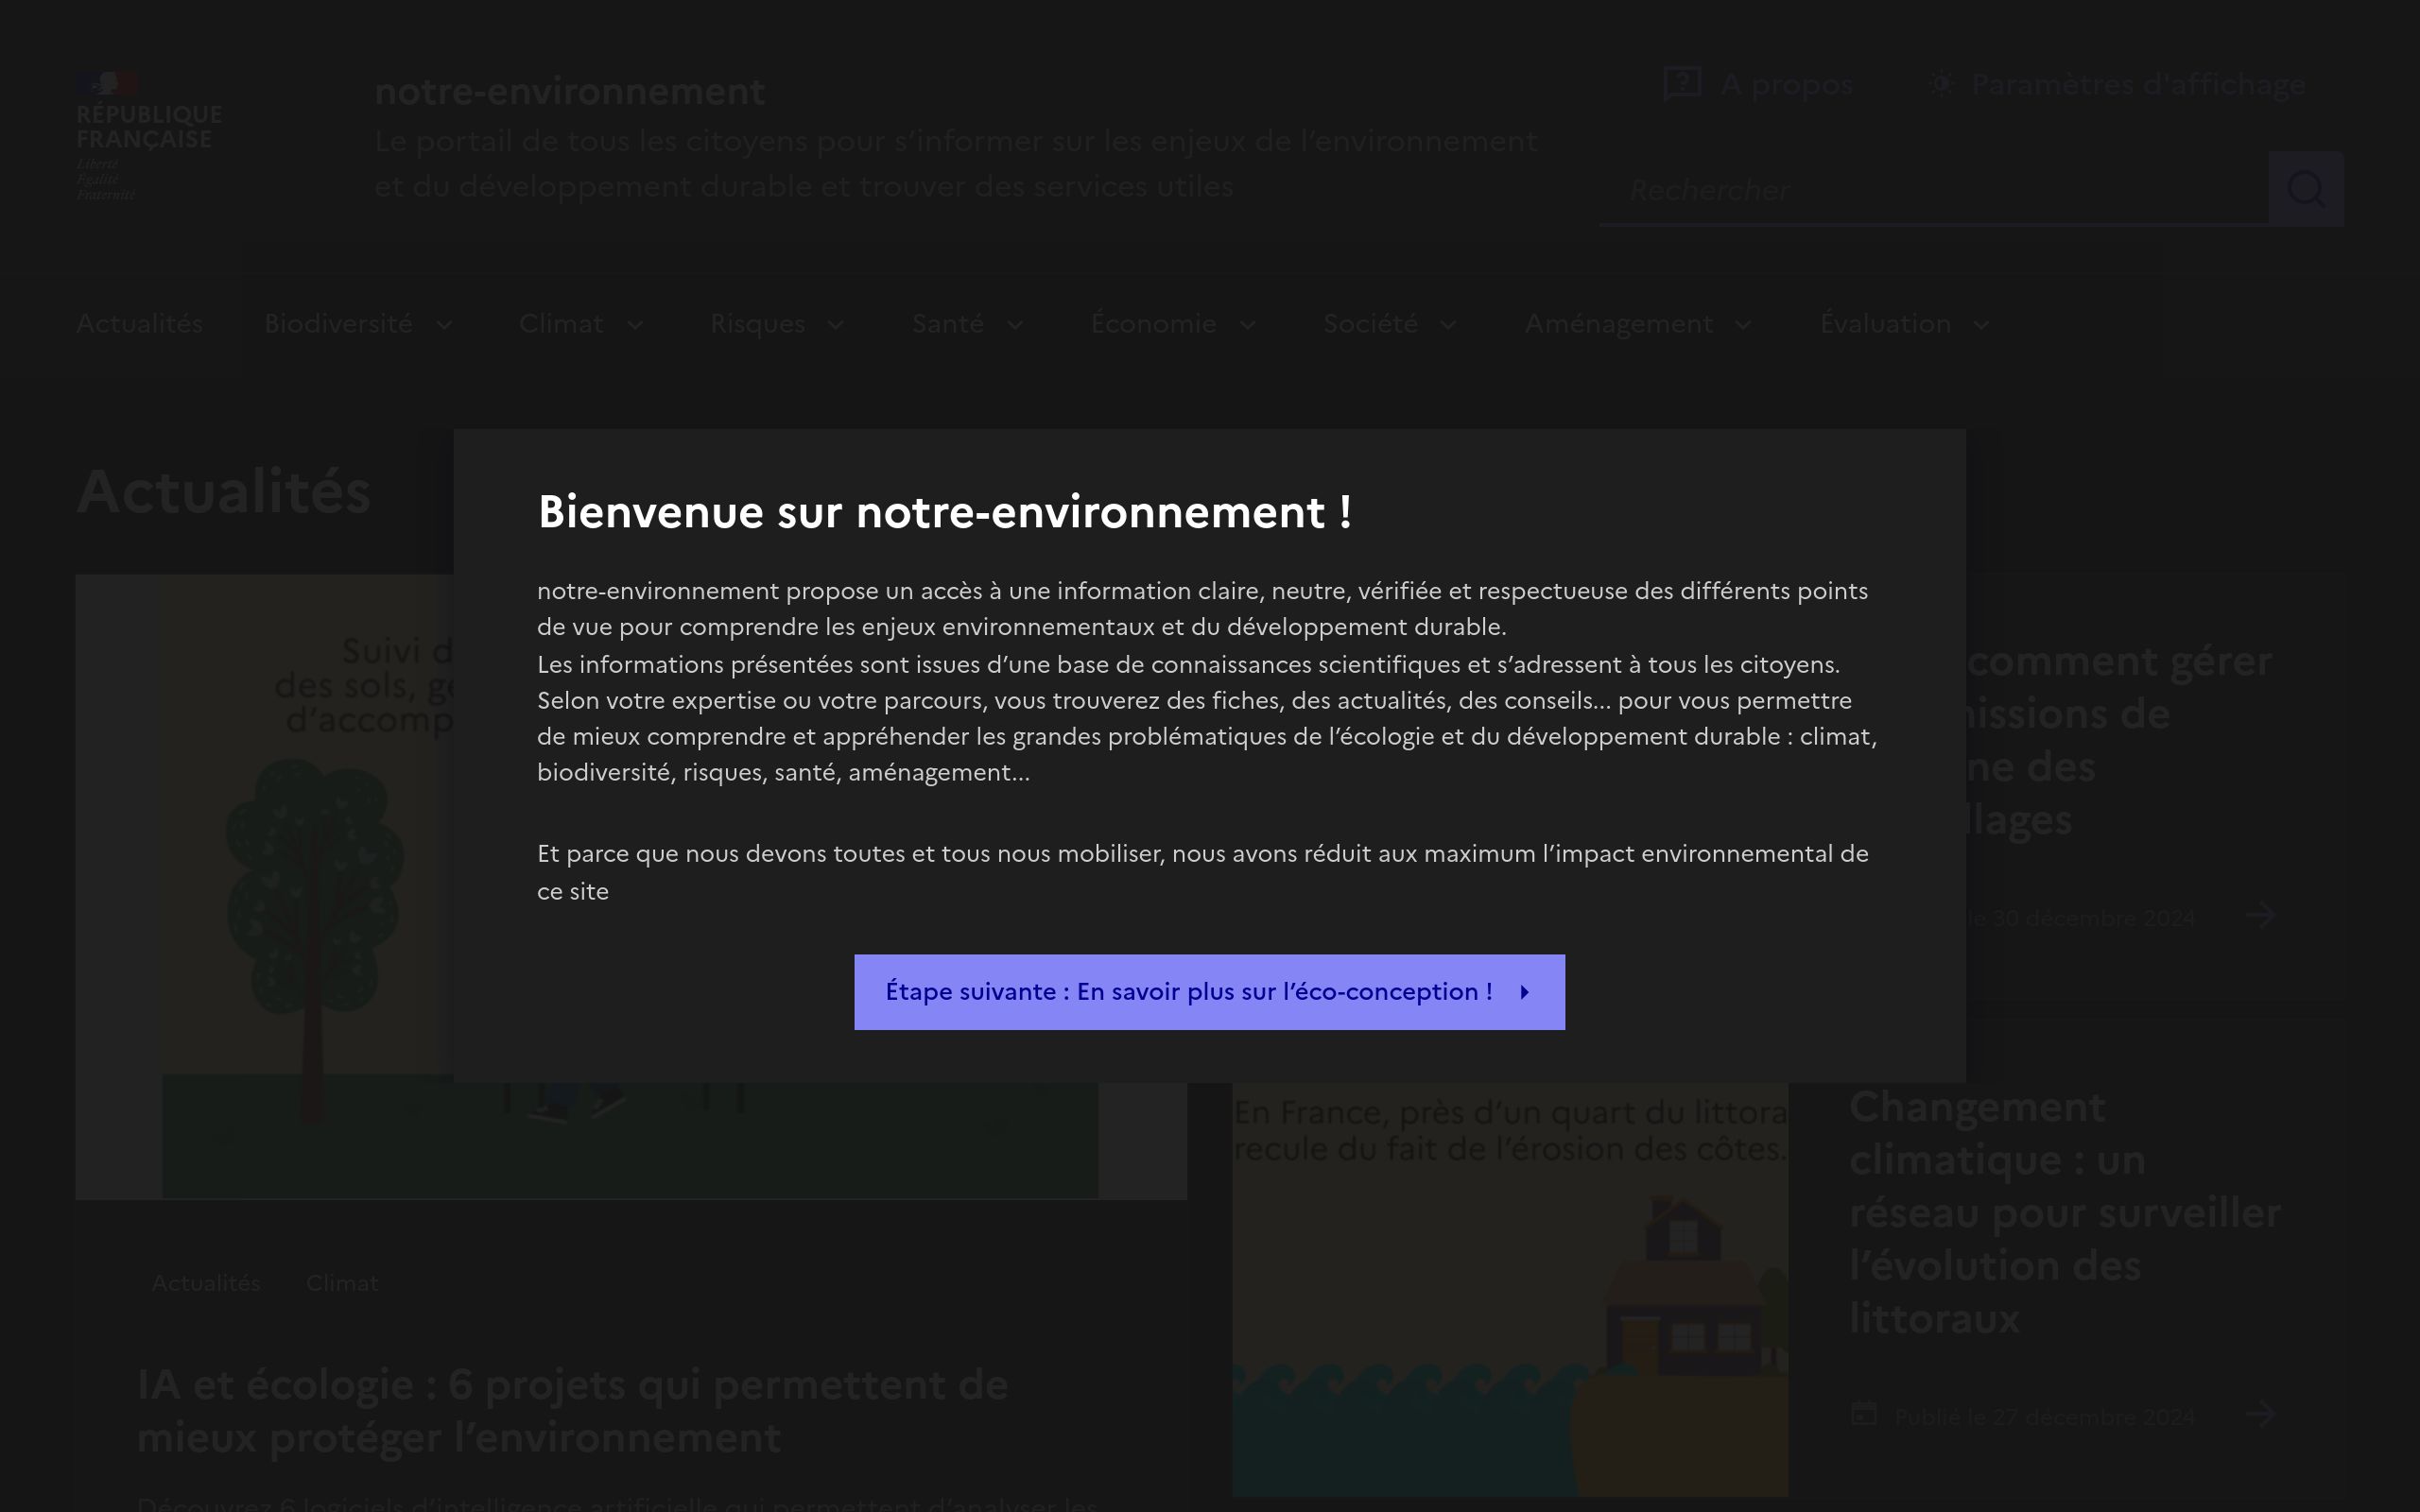 RÉPUBLIQUE
FRANÇAISE
Liberté
Égalité
Fraternité
notre-environnement
Le portail de tous les citoyens pour s’informer sur les enjeux de l’environnement
et du développement durable et trouver des services utiles
A propos
Paramètres d'affichage
Rechercher
Actualités
Biodiversité
Climat
Risques
Santé
Économie
Société
Aménagement
Évaluation
Actualités
Bienvenue sur notre-environnement !
notre-environnement propose un accès à une information claire, neutre, vérifiée et respectueuse des différents points
de vue pour comprendre les enjeux environnementaux et du développement durable.
Les informations présentées sont issues d’une base de connaissances scientifiques et s’adressent à tous les citoyens.
Selon votre expertise ou votre parcours, vous trouverez des fiches, des actualités, des conseils... pour vous permettre
de mieux comprendre et appréhender les grandes problématiques de l’écologie et du développement durable : climat,
biodiversité, risques, santé, aménagement...
Et parce que nous devons toutes et tous nous mobiliser, nous avons réduit aux maximum l’impact environnemental de
ce site
Étape suivante : En savoir plus sur l’éco-conception !
Suivi d
des sols, ge
d’accomp
Actualités
Climat
IA et écologie : 6 projets qui permettent de
mieux protéger l’environnement
Découvrez 6 logiciels d’intelligence artificielle qui permettent d’analyser les
comment gérer
issions de
ne des
llages
le 30 décembre 2024
En France, près d’un quart du littora
recule du fait de l’érosion des côtes.
Changement
climatique : un
réseau pour surveiller
l’évolution des
littoraux
Publié le 27 décembre 2024